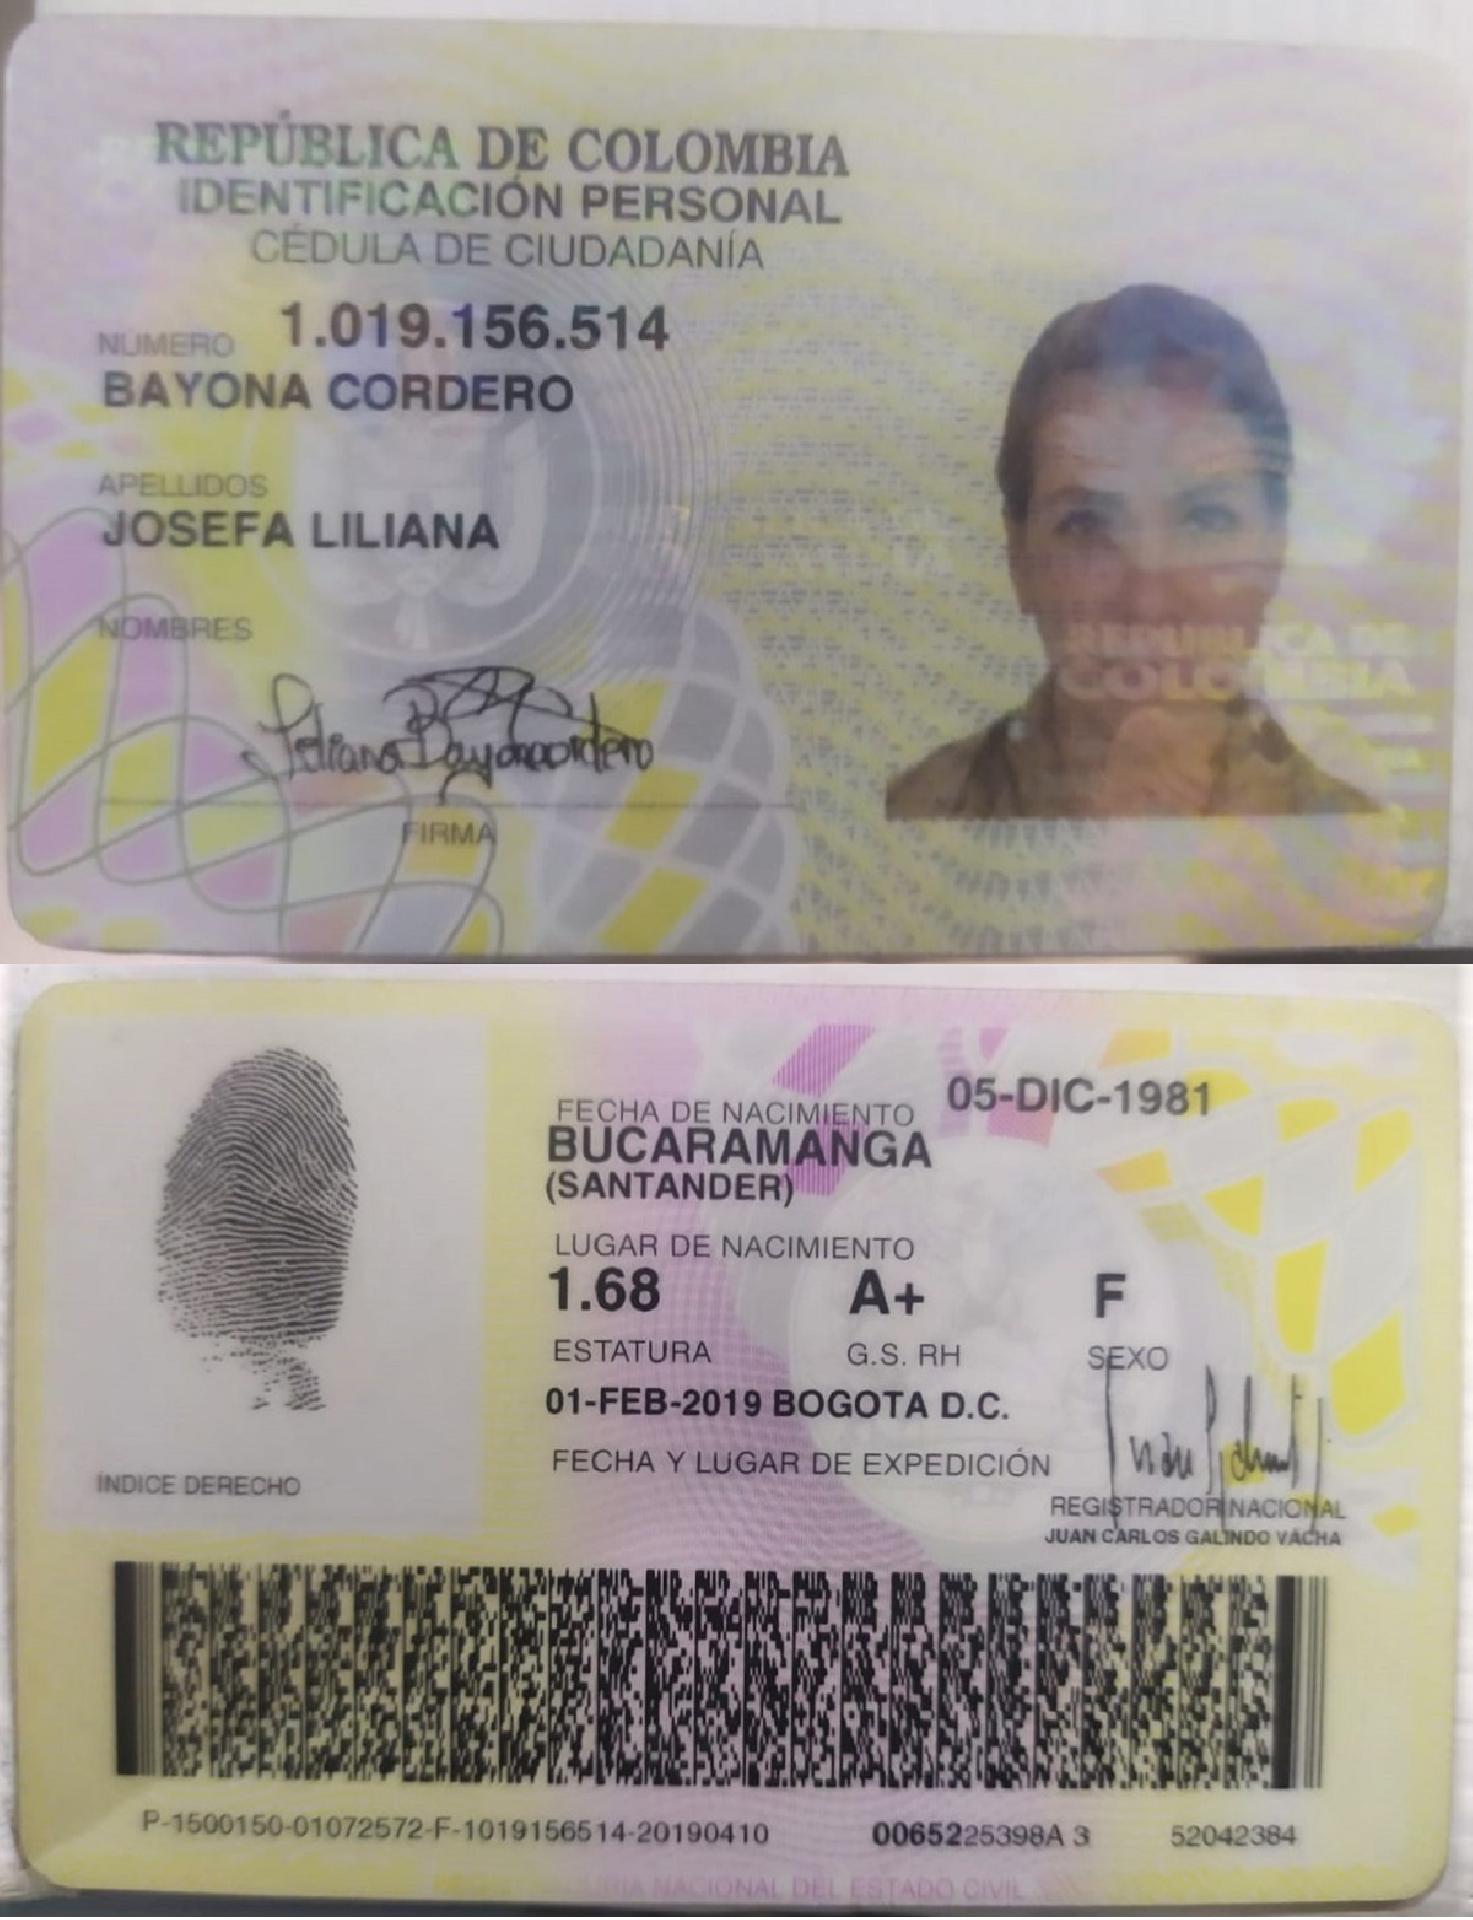 REPÚBLICA DE COLOMBIA
IDENTIFICACIÓN PERSONAL
CÉDULA DE CIUDADANÍA
NUMERO 1.019.156.514
BAYONA CORDERO
APELLIDOS
JOSEFA LILIANA
NOMBRES
REPUBLICA DE
COLOMBIA
Liliana Bayona cordero
FIRMA
FECHA DE NACIMIENTO 05-DIC-1981
BUCARAMANGA
(SANTANDER)
LUGAR DE NACIMIENTO
1.68 A+ F
ESTATURA G.S. RH SEXO
01-FEB-2019 BOGOTA D.C.
FECHA Y LUGAR DE EXPEDICIÓN
ÍNDICE DERECHO
REGISTRADOR NACIONAL
JUAN CARLOS GALINDO VACHA
P-1500150-01072572-F-1019156514-20190410 0065225398A 3 52042384
NACIONAL DEL ESTADO CIVIL